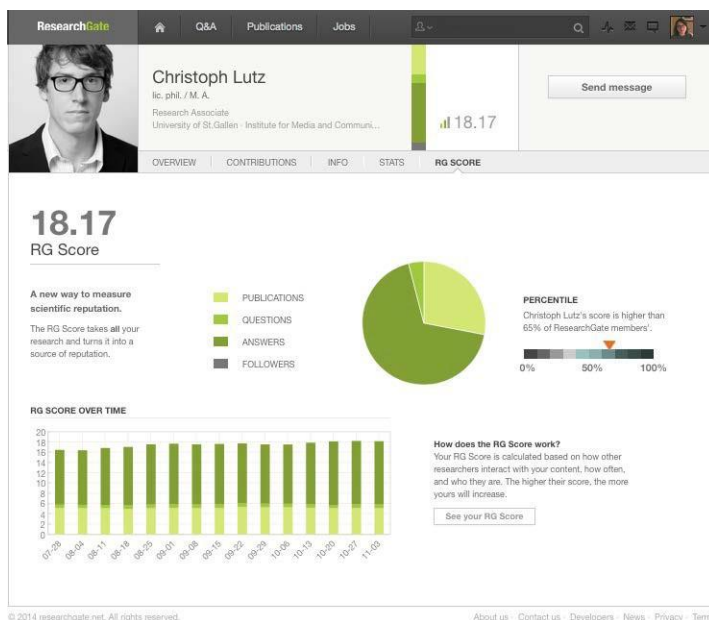 ResearchGate
Q&A
Publications
Jobs
Christoph Lutz
lic. phil. / M. A.
Research Associate
University of St.Gallen · Institute for Media and Communi...
18.17
Send message
OVERVIEW
CONTRIBUTIONS
INFO
STATS
RG SCORE
18.17
RG Score
A new way to measure
scientific reputation.
The RG Score takes all your
research and turns it into a
source of reputation.
PUBLICATIONS
QUESTIONS
ANSWERS
FOLLOWERS
PERCENTILE
Christoph Lutz's score is higher than
65% of ResearchGate members'.
0%
50%
100%
RG SCORE OVER TIME
20
18
16
14
12
10
8
6
4
2
0
07-28
08-04
08-11
08-18
08-25
09-01
09-08
09-15
09-22
09-29
10-06
10-13
10-20
10-27
11-03
How does the RG Score work?
Your RG Score is calculated based on how other
researchers interact with your content, how often,
and who they are. The higher their score, the more
yours will increase.
See your RG Score
© 2014 researchgate.net. All rights reserved.
About us · Contact us · Developers · News · Privacy · Term